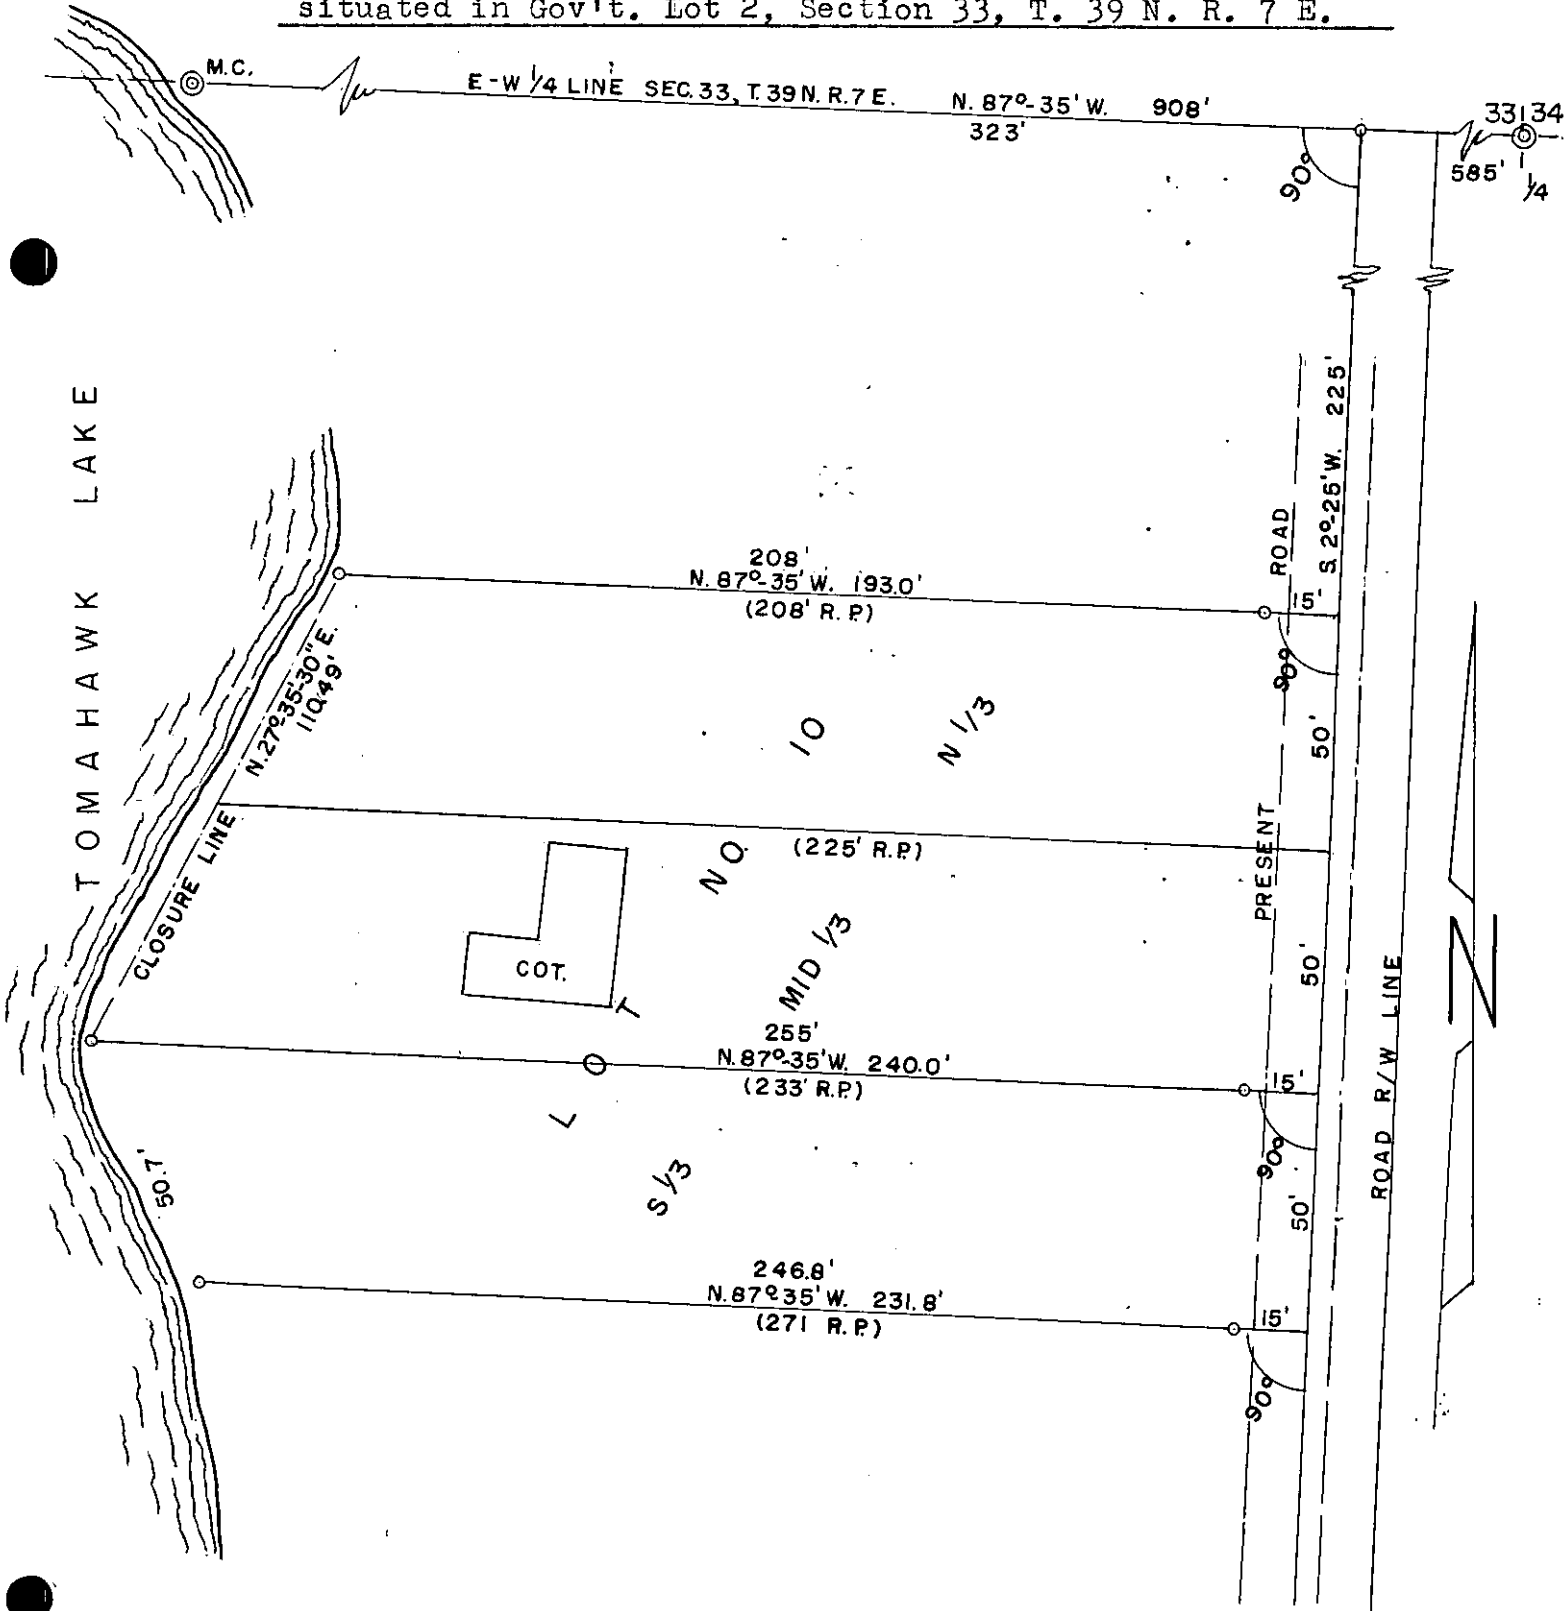 situated in Gov't. Lot 2, Section 33, T. 39 N. R. 7 E.
M.C.
E-W 1/4 LINE SEC. 33, T. 39 N. R. 7 E. N. 87°-35' W. 908'
323'
33|34
585'
1/4
90°
TOMAHAWK LAKE
S. 2°-25' W. 225'
PRESENT ROAD
208'
N. 87°-35' W. 193.0'
(208' R.P.)
15'
90°
N. 27°-35'-30" E.
110.49'
CLOSURE LINE
50'
LOT NO. 10
N 1/3
(225' R.P.)
COT.
MID 1/3
50'
N
ROAD R/W LINE
255'
N. 87°-35' W. 240.0'
(233' R.P.)
15'
90°
50.7'
S 1/3
50'
246.8'
N. 87°35' W. 231.8'
(271 R.P.)
15'
90°